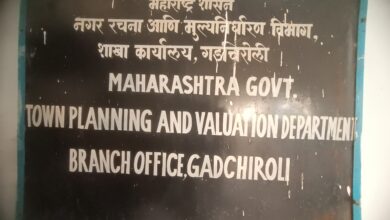 महाराष्ट्र शासन
नगर रचना आणि मुल्यनिर्धारण विभाग,
शाखा कार्यालय, गडचिरोली
MAHARASHTRA GOVT.
TOWN PLANNING AND VALUATION DEPARTMENT
BRANCH OFFICE, GADCHIROLI